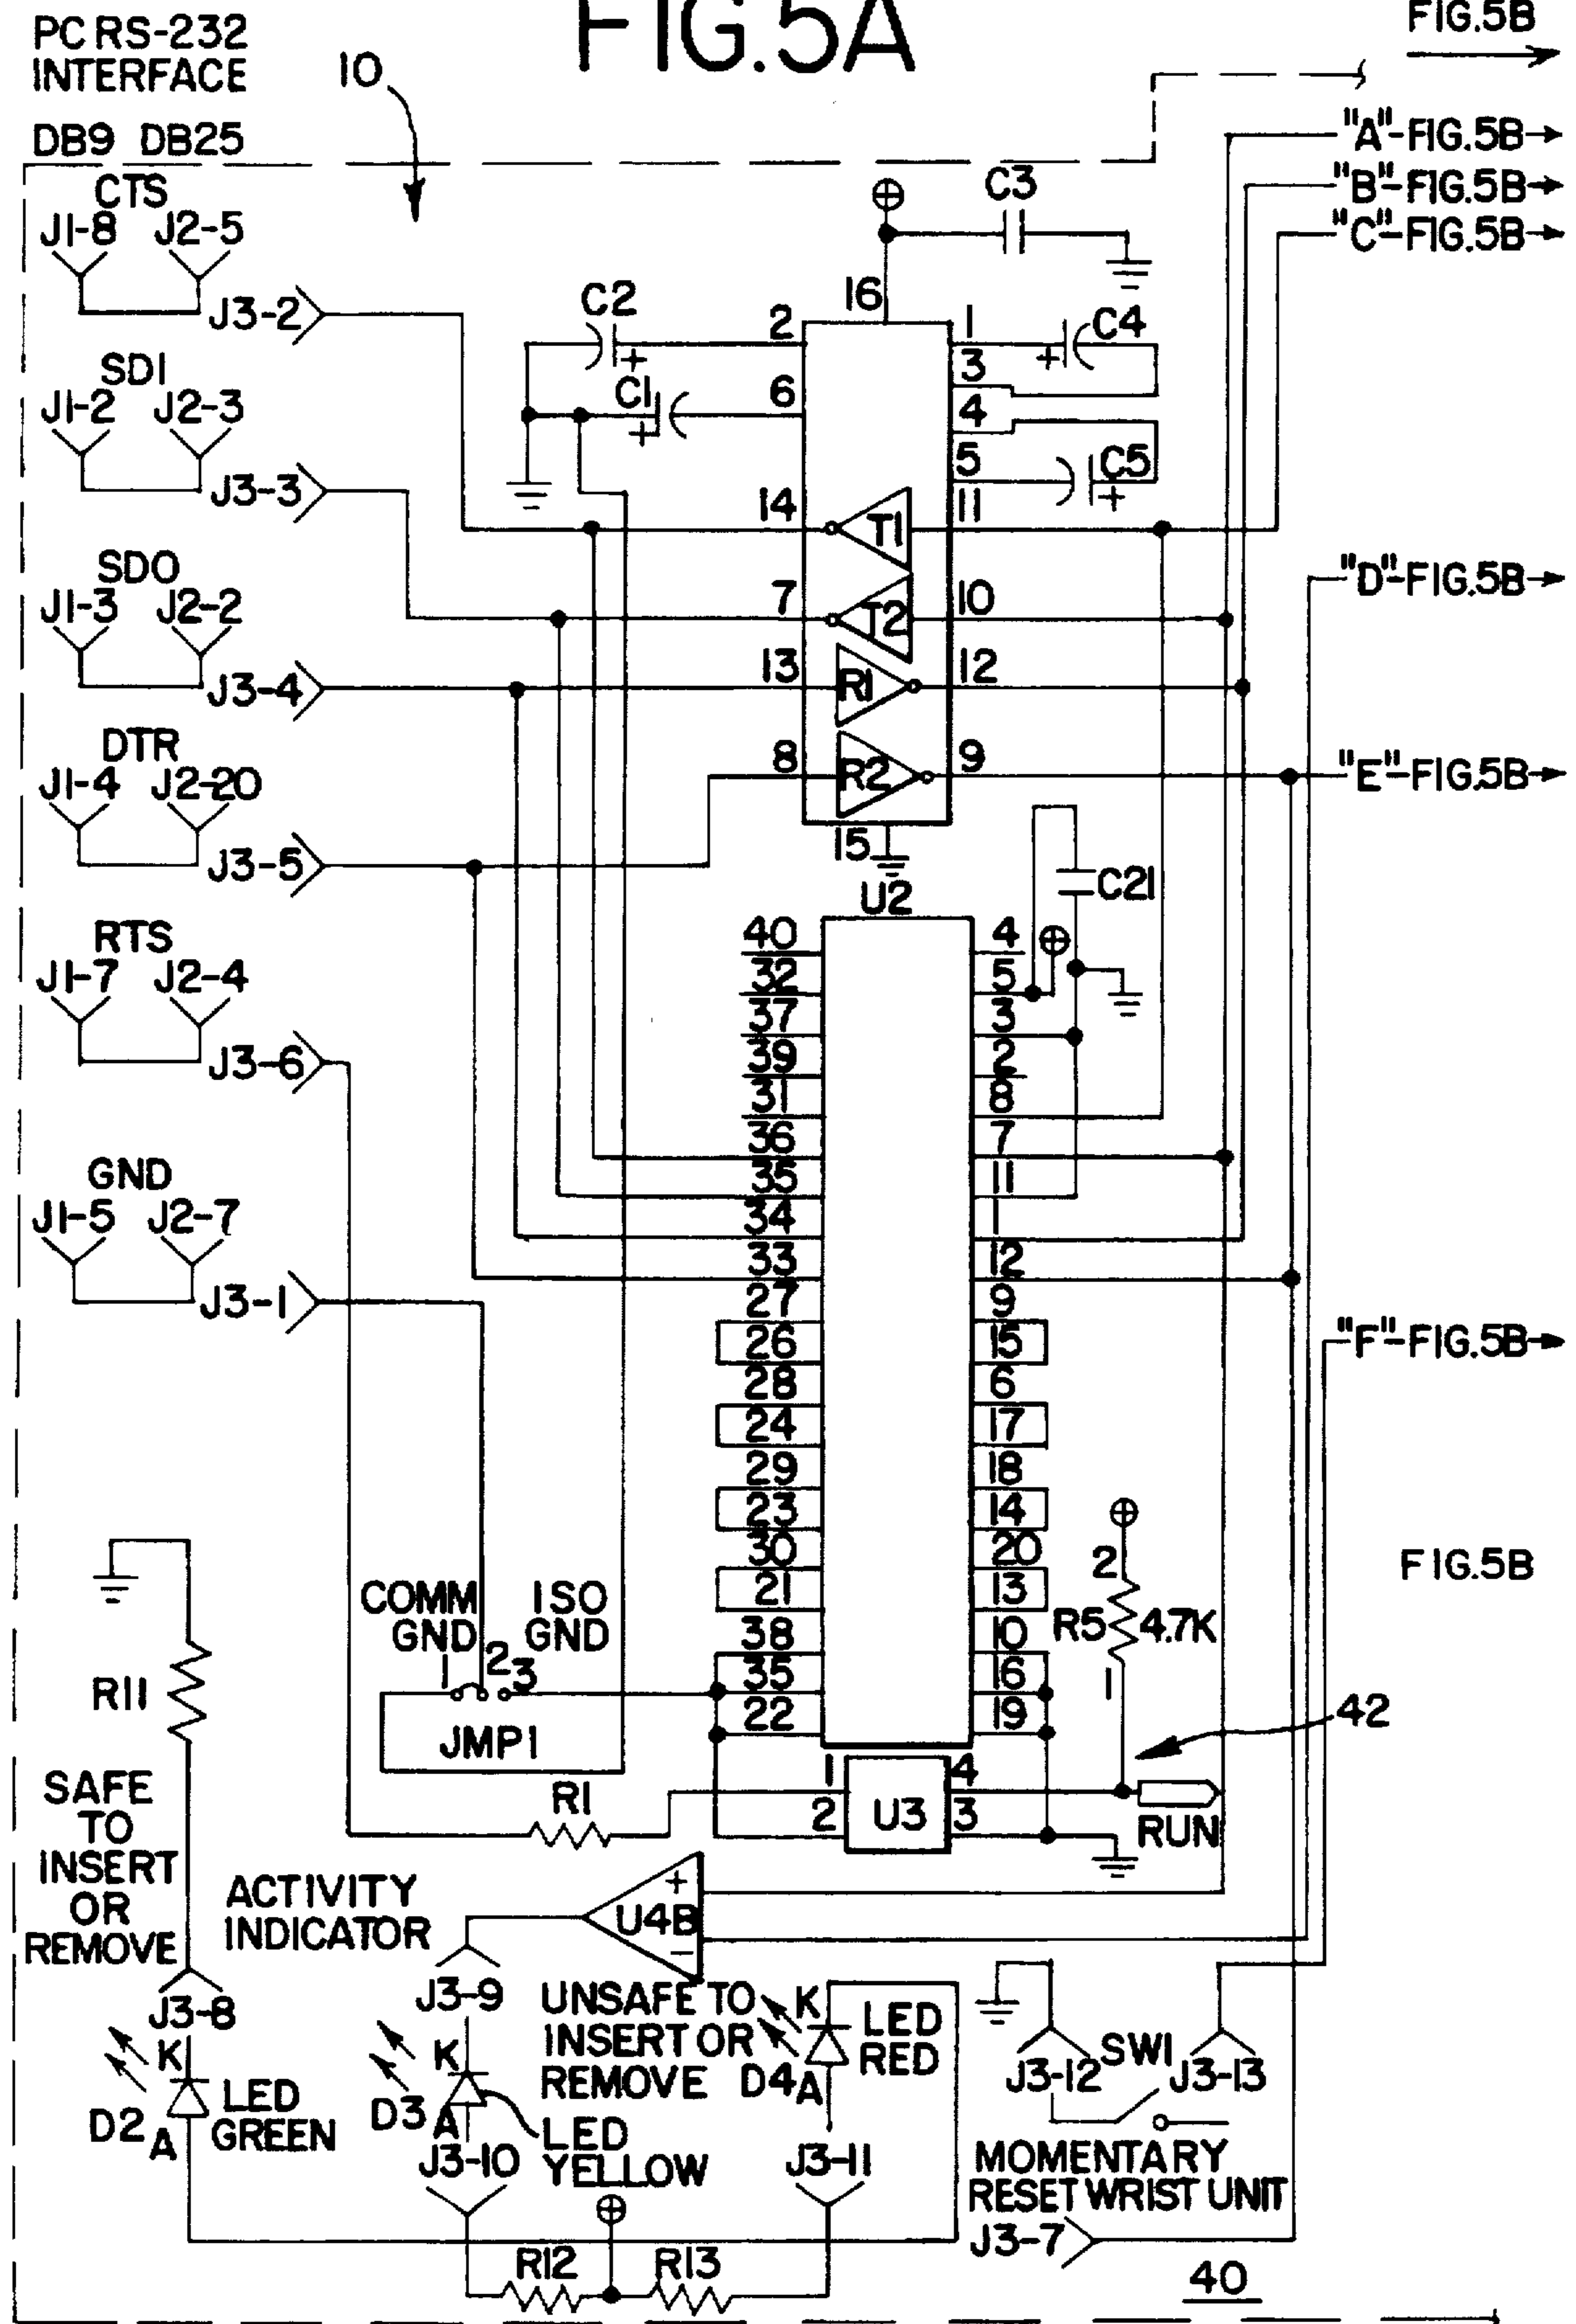 FIG.5A
FIG.5B
PC RS-232
INTERFACE
10
DB9 DB25
"A"-FIG.5B
"B"-FIG.5B
"C"-FIG.5B
CTS
J1-8 J2-5
J3-2
C3
16
C2
2
1
C4
+
+
3
SD1
J1-2 J2-3
J3-3
C1
+
6
4
5
C5
+
14
T1
11
SDO
J1-3 J2-2
J3-4
7
T2
10
"D"-FIG.5B
13
R1
12
DTR
J1-4 J2-20
J3-5
8
R2
9
"E"-FIG.5B
15
C21
U2
RTS
J1-7 J2-4
J3-6
40
4
32
5
37
3
39
2
31
8
36
7
35
11
34
1
33
12
GND
J1-5 J2-7
J3-1
27
9
26
15
"F"-FIG.5B
28
6
24
17
29
18
23
14
30
20
21
13
38
10
35
16
22
19
2
R5 4.7K
1
FIG.5B
COMM
GND
ISO
GND
1 2 3
JMP1
42
R11
R1
1
2
U3
4
3
RUN
SAFE
TO
INSERT
OR
REMOVE
ACTIVITY
INDICATOR
+
U4B
-
J3-8
J3-9
UNSAFE TO
INSERT OR
REMOVE
K
D4 A
LED
RED
K
D2 A
LED
GREEN
K
D3 A
LED
YELLOW
J3-10
J3-11
J3-12 SW1 J3-13
MOMENTARY
RESET WRIST UNIT
J3-7
R12 R13
40